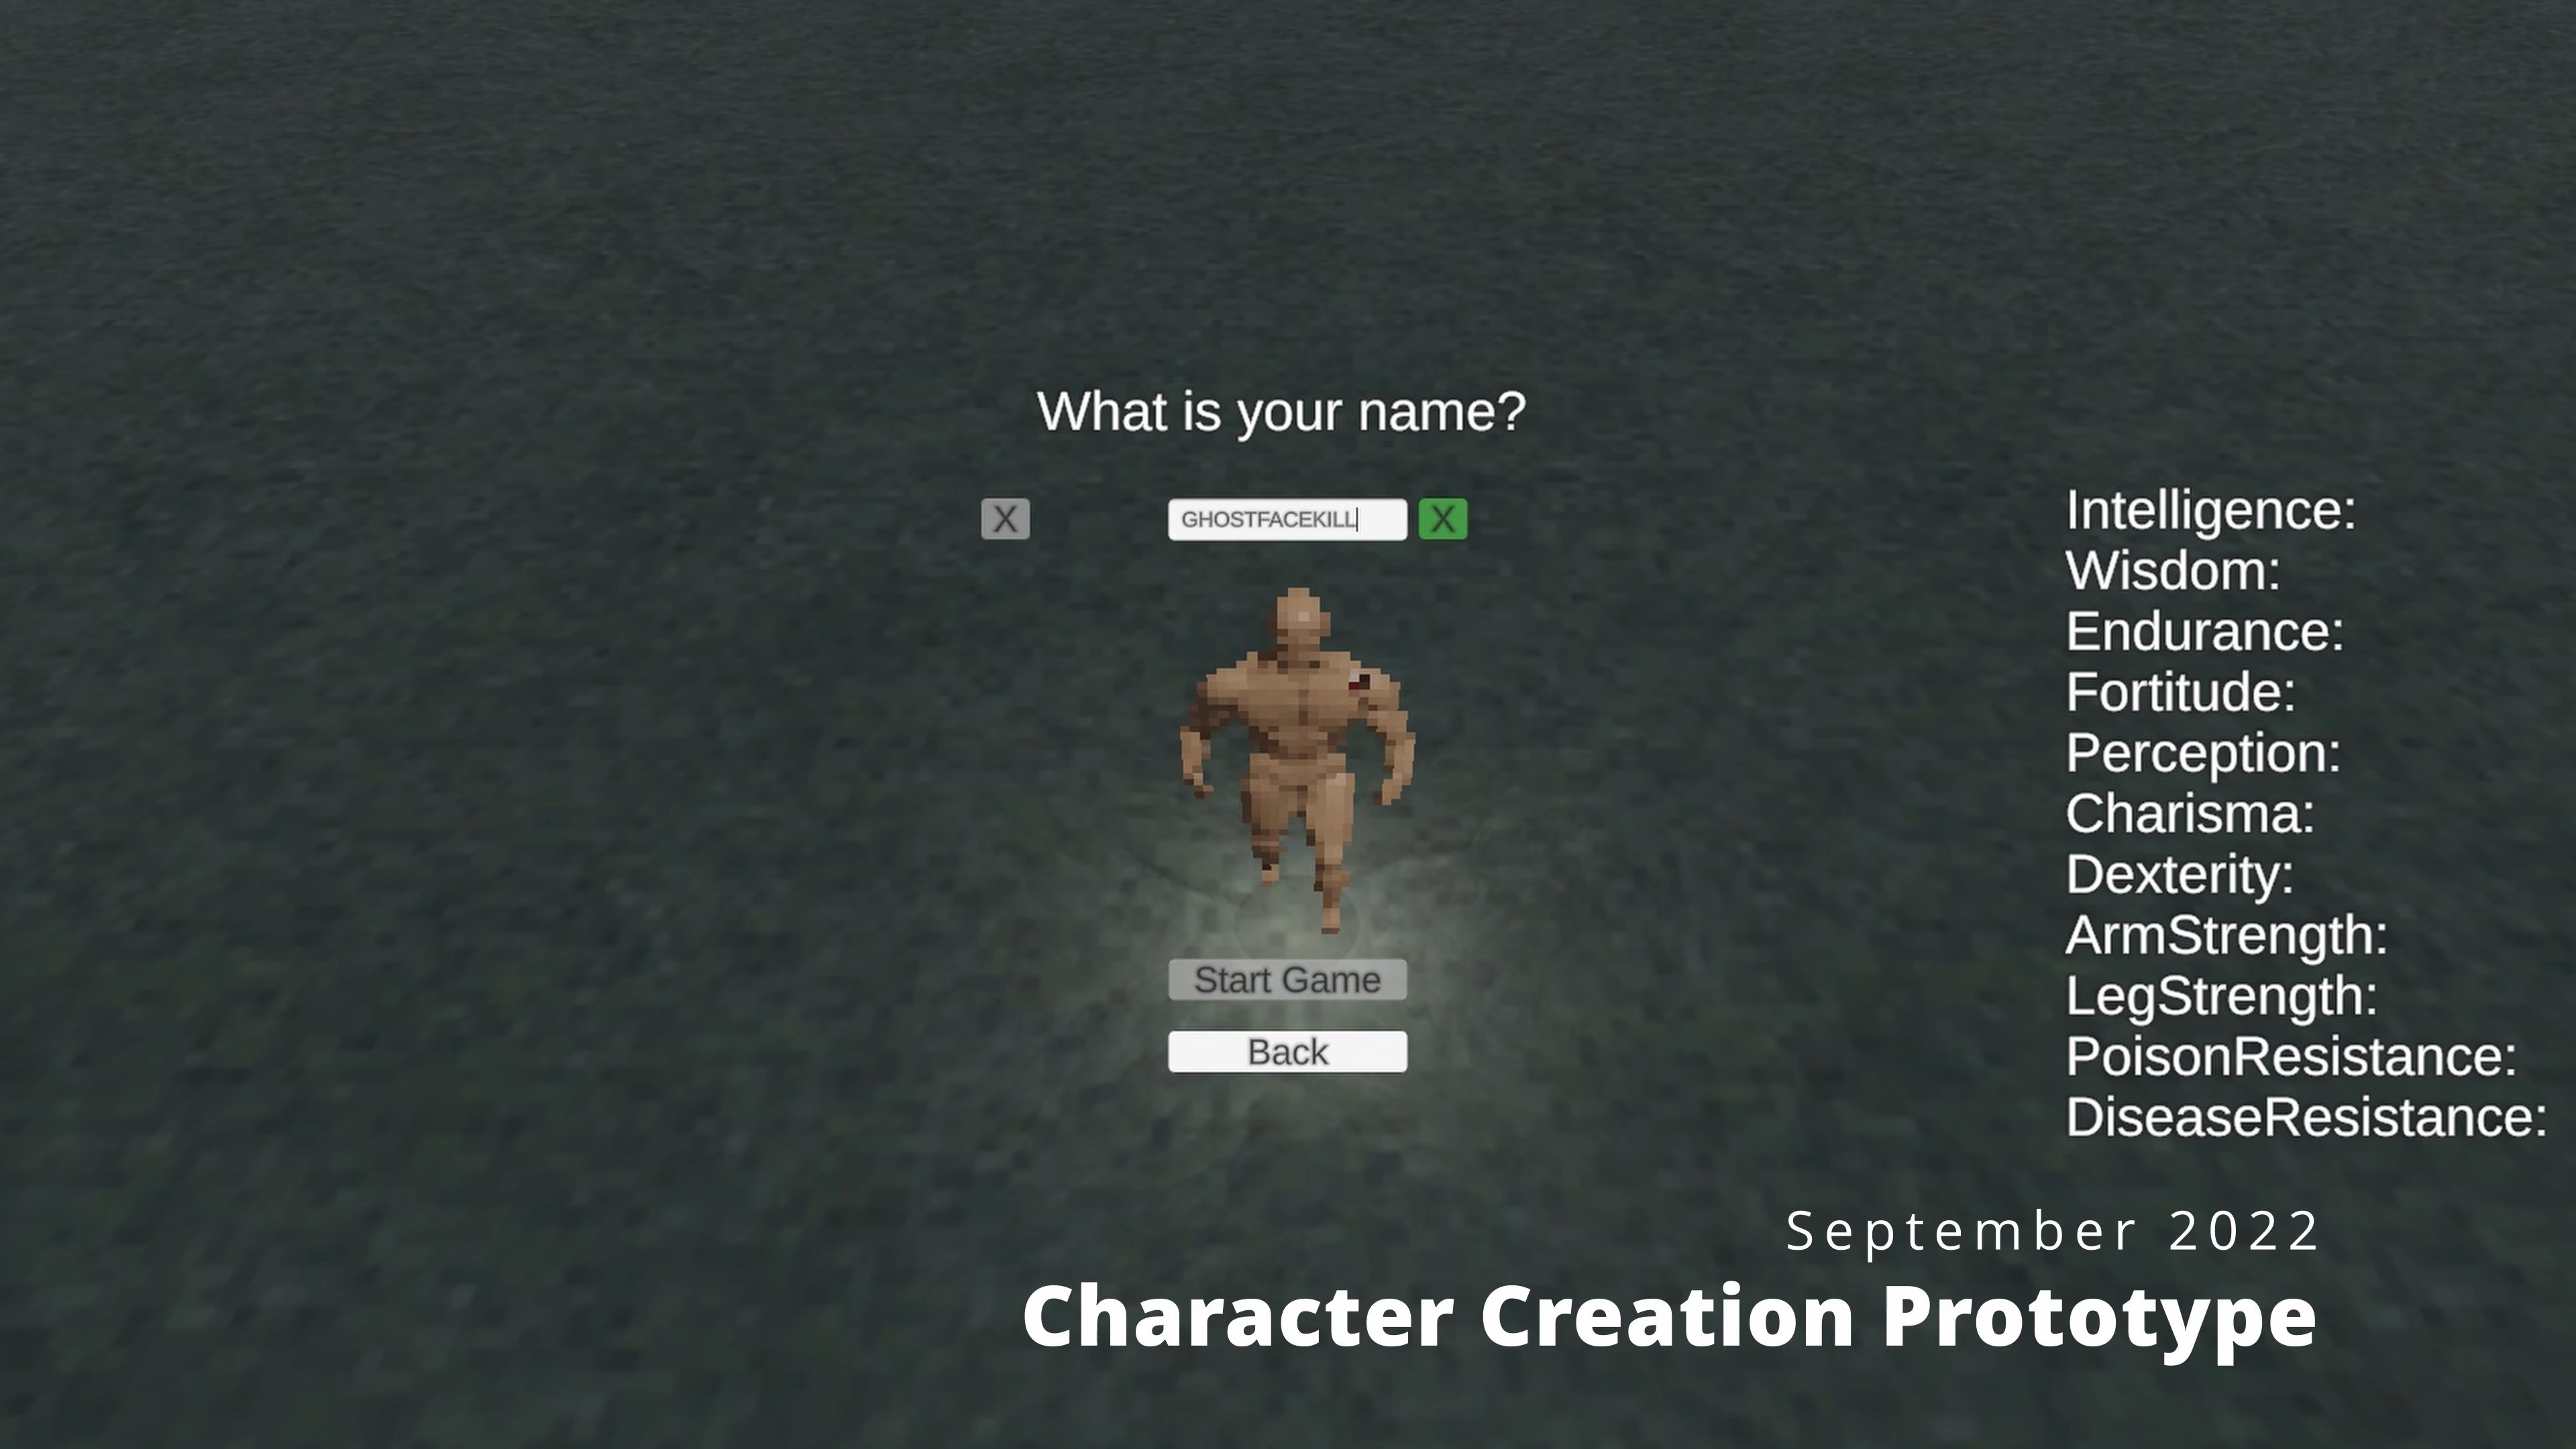 What is your name?
X
GHOSTFACEKILL
X
Start Game
Back
Intelligence:
Wisdom:
Endurance:
Fortitude:
Perception:
Charisma:
Dexterity:
ArmStrength:
LegStrength:
PoisonResistance:
DiseaseResistance:
September 2022
Character Creation Prototype